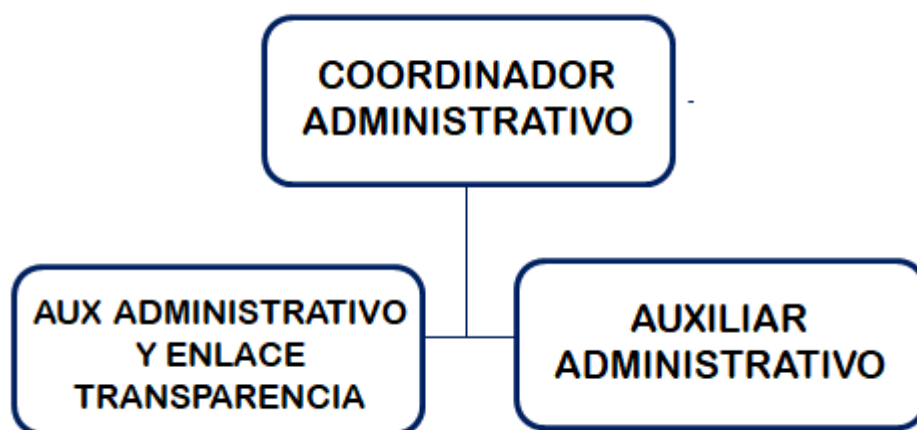 COORDINADOR
ADMINISTRATIVO
AUX ADMINISTRATIVO
Y ENLACE
TRANSPARENCIA
AUXILIAR
ADMINISTRATIVO